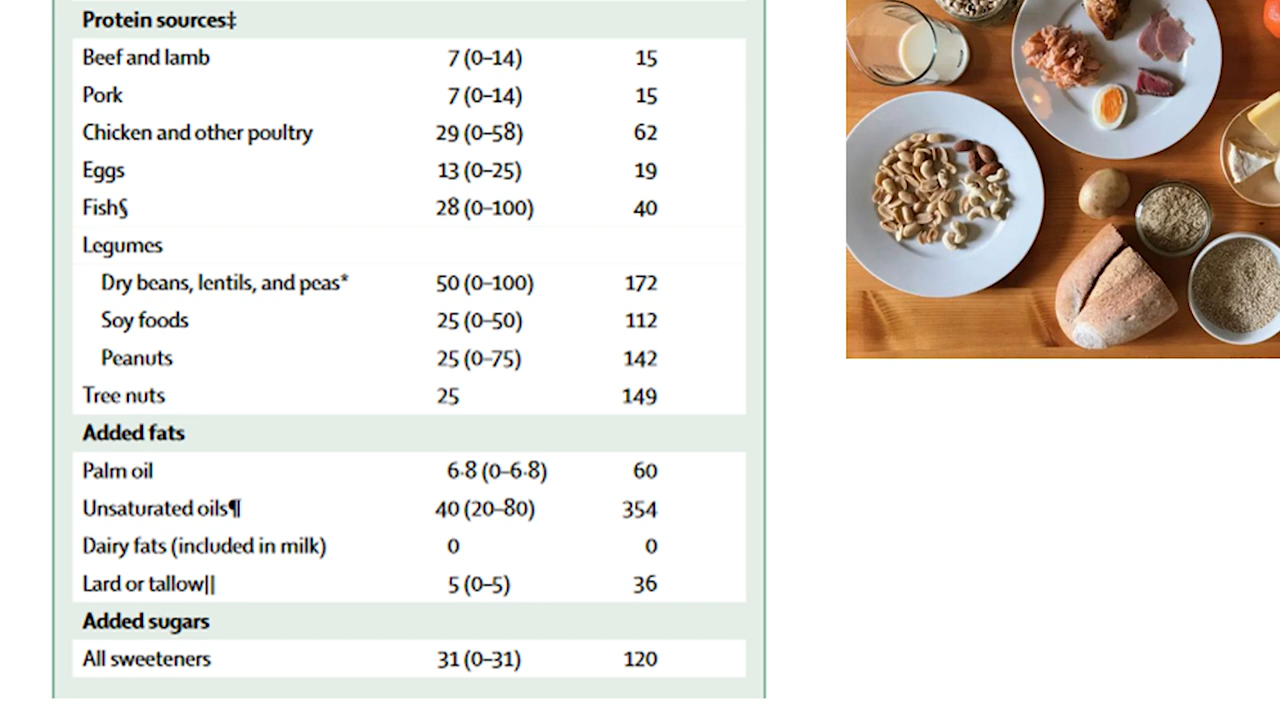 Protein sources‡
Beef and lamb 7 (0–14) 15
Pork 7 (0–14) 15
Chicken and other poultry 29 (0–58) 62
Eggs 13 (0–25) 19
Fish§ 28 (0–100) 40
Legumes
Dry beans, lentils, and peas* 50 (0–100) 172
Soy foods 25 (0–50) 112
Peanuts 25 (0–75) 142
Tree nuts 25 149
Added fats
Palm oil 6·8 (0–6·8) 60
Unsaturated oils¶ 40 (20–80) 354
Dairy fats (included in milk) 0 0
Lard or tallow|| 5 (0–5) 36
Added sugars
All sweeteners 31 (0–31) 120